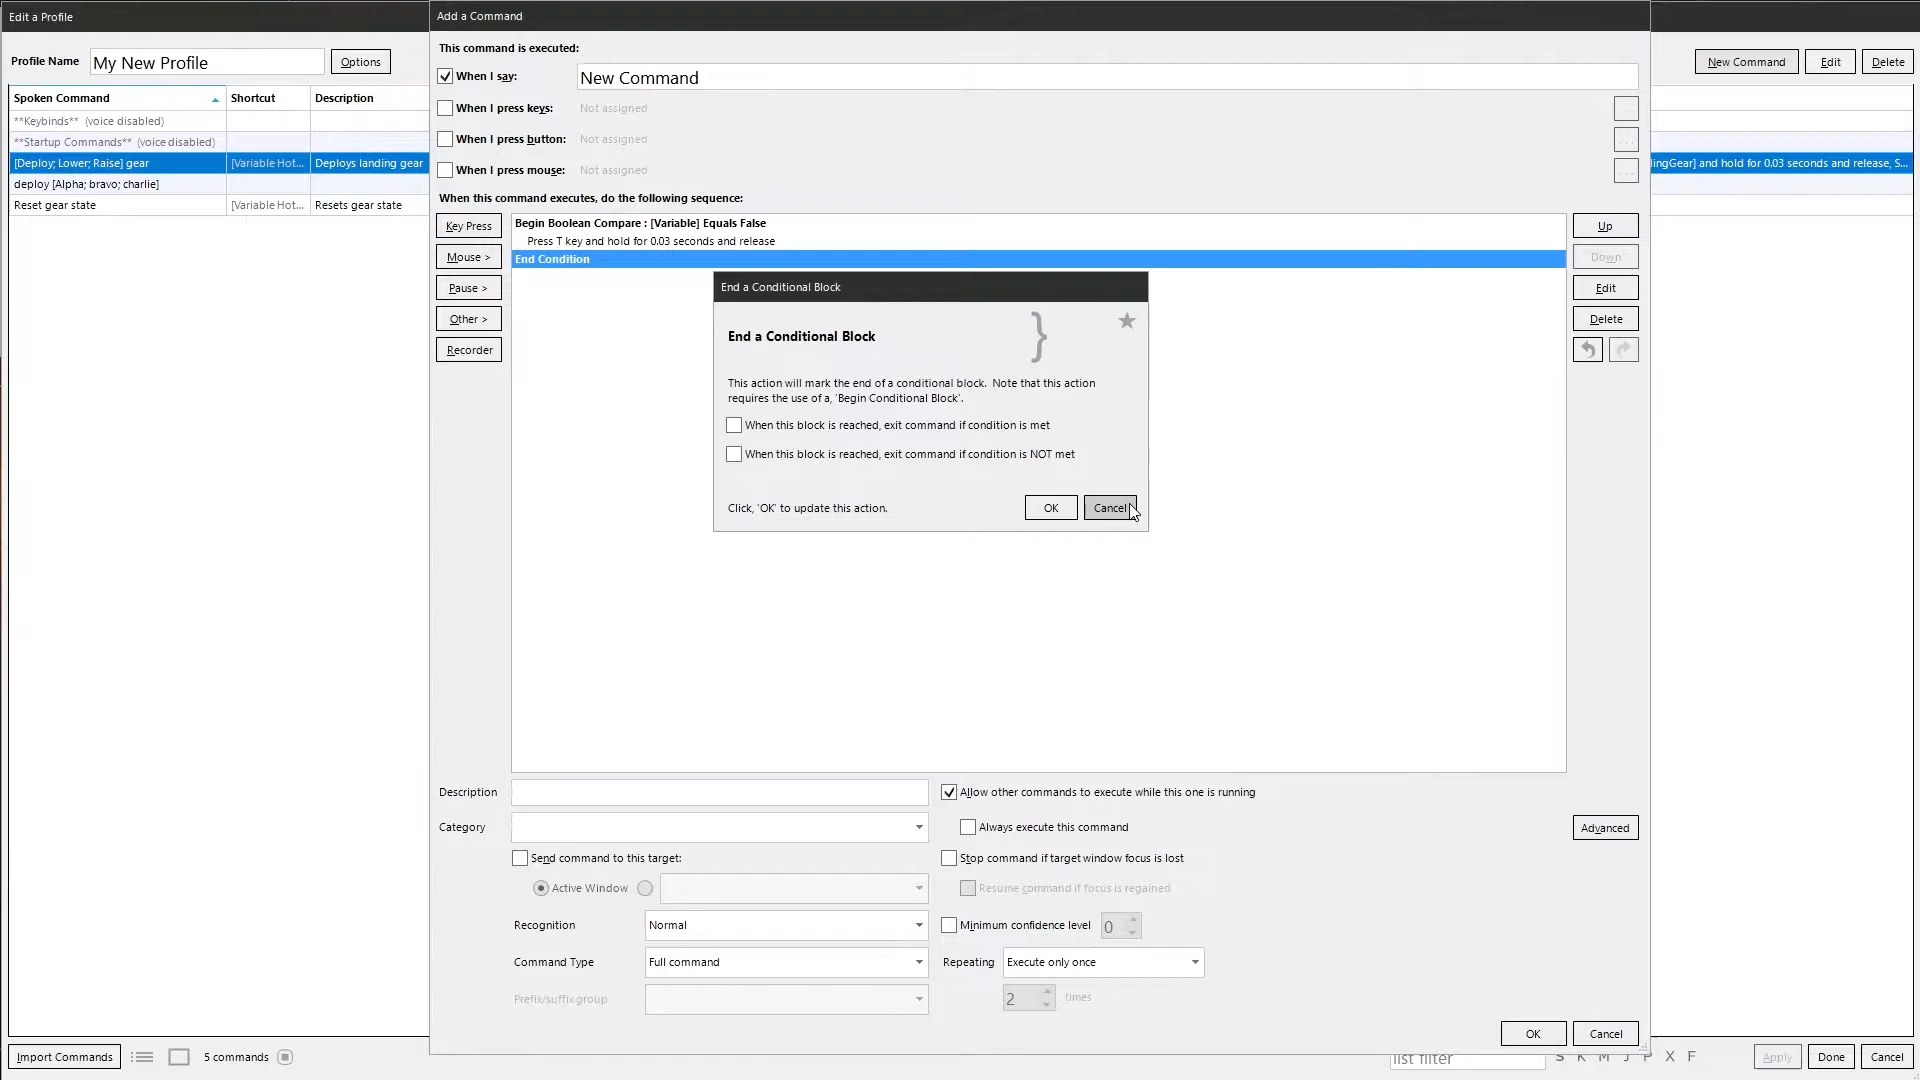 Edit a Profile
Add a Command
Profile Name
My New Profile
Options
New Command
Edit
Delete
Spoken Command
Shortcut
Description
**Keybinds** (voice disabled)
**Startup Commands** (voice disabled)
[Deploy; Lower; Raise] gear
[Variable Hot...
Deploys landing gear
lingGear] and hold for 0.03 seconds and release, S...
deploy [Alpha; bravo; charlie]
Reset gear state
[Variable Hot...
Resets gear state
This command is executed:
When I say:
New Command
When I press keys:
Not assigned
...
When I press button:
Not assigned
...
When I press mouse:
Not assigned
...
When this command executes, do the following sequence:
Key Press
Mouse >
Pause >
Other >
Recorder
Begin Boolean Compare : [Variable] Equals False
Press T key and hold for 0.03 seconds and release
End Condition
Up
Down
Edit
Delete
End a Conditional Block
End a Conditional Block
}
This action will mark the end of a conditional block. Note that this action
requires the use of a, 'Begin Conditional Block'.
When this block is reached, exit command if condition is met
When this block is reached, exit command if condition is NOT met
Click, 'OK' to update this action.
OK
Cancel
Description
Allow other commands to execute while this one is running
Category
Always execute this command
Advanced
Send command to this target:
Stop command if target window focus is lost
Active Window
Resume command if focus is regained
Recognition
Normal
Minimum confidence level
0
Command Type
Full command
Repeating
Execute only once
Prefix/suffix group
2
times
OK
Cancel
Import Commands
5 commands
list filter
S K M J P X F
Apply
Done
Cancel